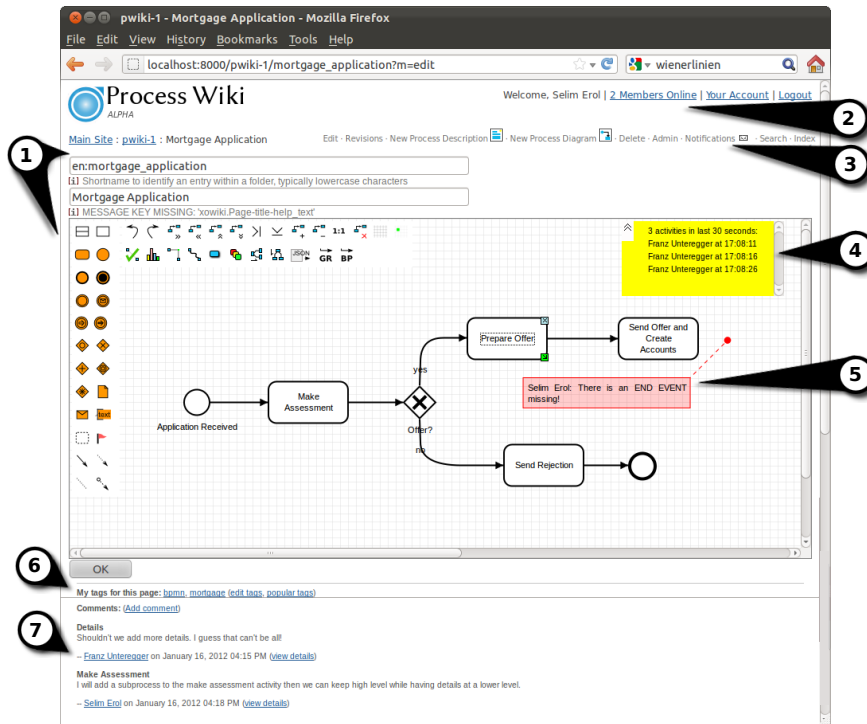 pwiki-1 - Mortgage Application - Mozilla Firefox
File Edit View History Bookmarks Tools Help
localhost:8000/pwiki-1/mortgage_application?m=edit
wienerlinien
Process Wiki
ALPHA
Welcome, Selim Erol | 2 Members Online | Your Account | Logout
2
Main Site : pwiki-1 : Mortgage Application
Edit · Revisions · New Process Description · New Process Diagram · Delete · Admin · Notifications · Search · Index
1
3
en:mortgage_application
[i] Shortname to identify an entry within a folder, typically lowercase characters
Mortgage Application
[i] MESSAGE KEY MISSING: 'xowiki.Page-title-help_text'
1:1
JSON
GR
BP
text
3 activities in last 30 seconds:
Franz Unteregger at 17:08:11
Franz Unteregger at 17:08:16
Franz Unteregger at 17:08:26
4
Prepare Offer
Send Offer and
Create
Accounts
yes
5
Selim Erol: There is an END EVENT
missing!
Make
Assessment
Application Received
Offer?
no
Send Rejection
OK
6
My tags for this page: bpmn, mortgage (edit tags, popular tags)
Comments: (Add comment)
7
Details
Shouldn't we add more details. I guess that can't be all!
-- Franz Unteregger on January 16, 2012 04:15 PM (view details)
Make Assessment
I will add a subprocess to the make assessment activity then we can keep high level while having details at a lower level.
-- Selim Erol on January 16, 2012 04:18 PM (view details)